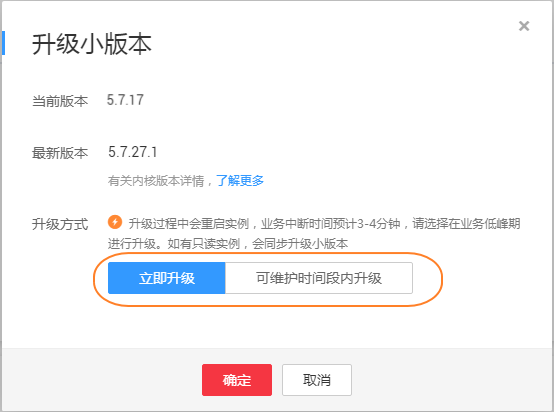 升级小版本
当前版本 5.7.17
最新版本 5.7.27.1
有关内核版本详情，了解更多
升级方式 升级过程中会重启实例，业务中断时间预计3-4分钟，请选择在业务低峰期
进行升级。如有只读实例，会同步升级小版本
立即升级 可维护时间段内升级
确定 取消